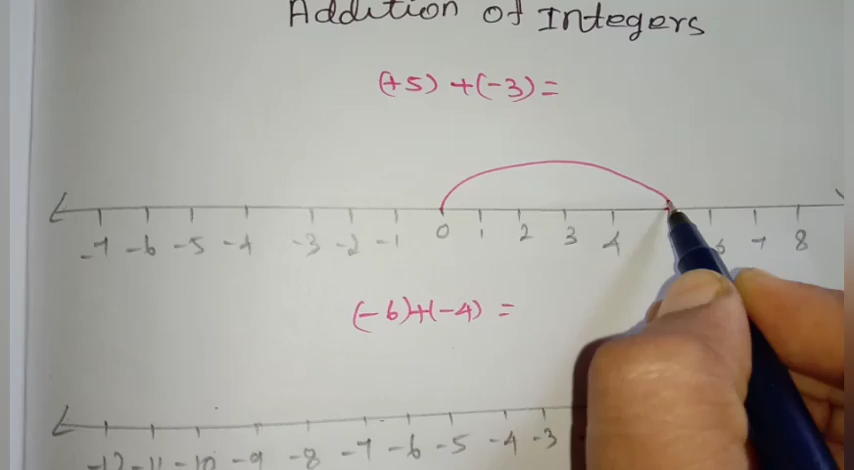 Addition of Integers
(+5) + (-3) =
-7 -6 -5 -4 -3 -2 -1 0 1 2 3 4 6 7 8
(-6)+(-4) =
-12 -11 -10 -9 -8 -7 -6 -5 -4 -3